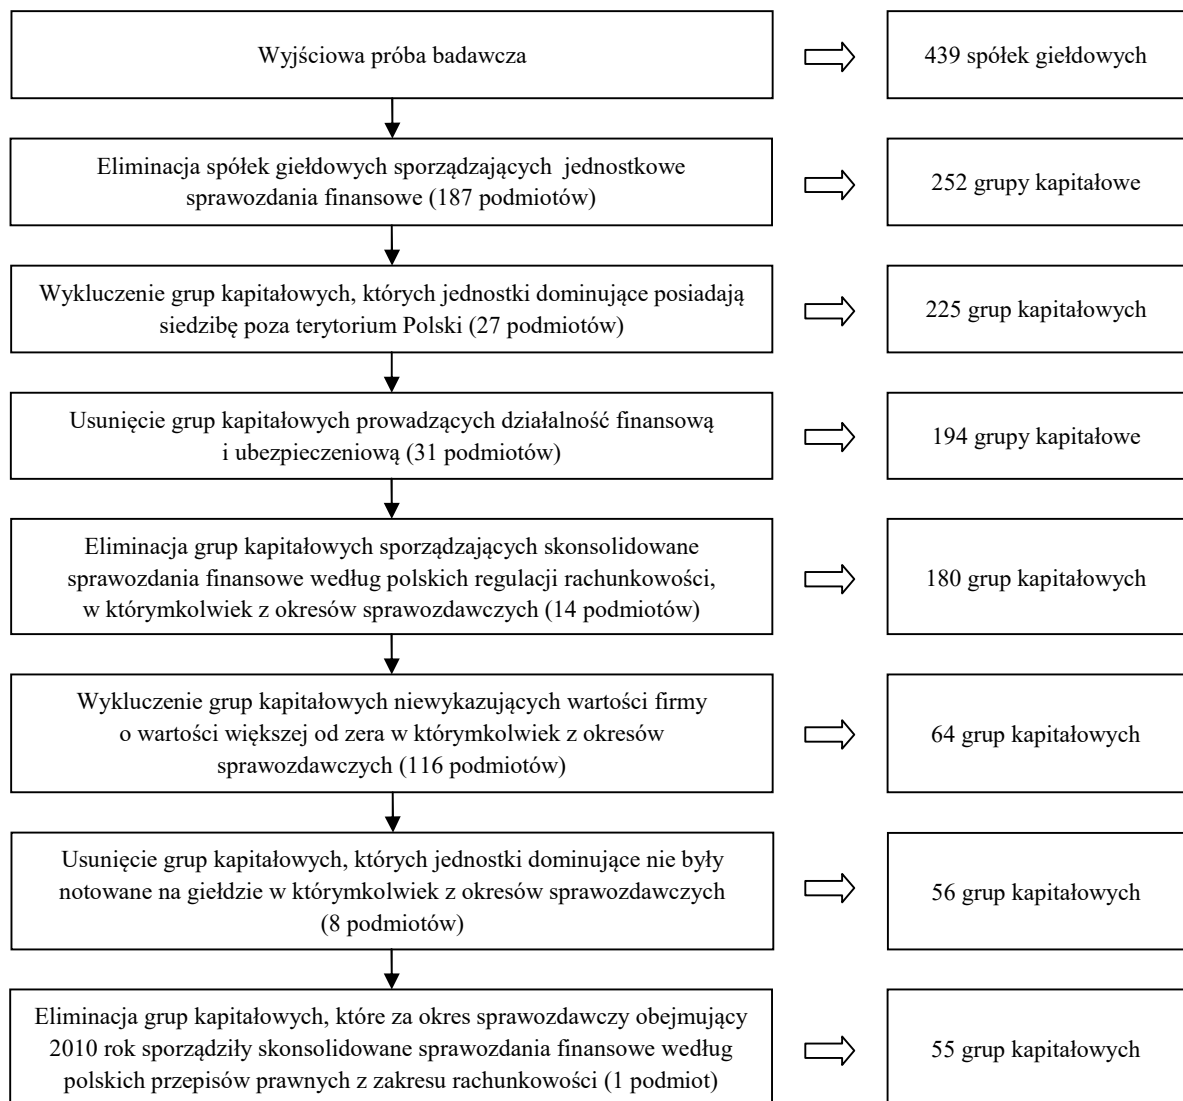 Wyjściowa próba badawcza
439 spółek giełdowych
Eliminacja spółek giełdowych sporządzających jednostkowe
sprawozdania finansowe (187 podmiotów)
252 grupy kapitałowe
Wykluczenie grup kapitałowych, których jednostki dominujące posiadają
siedzibę poza terytorium Polski (27 podmiotów)
225 grup kapitałowych
Usunięcie grup kapitałowych prowadzących działalność finansową
i ubezpieczeniową (31 podmiotów)
194 grupy kapitałowe
Eliminacja grup kapitałowych sporządzających skonsolidowane
sprawozdania finansowe według polskich regulacji rachunkowości,
w którymkolwiek z okresów sprawozdawczych (14 podmiotów)
180 grup kapitałowych
Wykluczenie grup kapitałowych niewykazujących wartości firmy
o wartości większej od zera w którymkolwiek z okresów
sprawozdawczych (116 podmiotów)
64 grup kapitałowych
Usunięcie grup kapitałowych, których jednostki dominujące nie były
notowane na giełdzie w którymkolwiek z okresów sprawozdawczych
(8 podmiotów)
56 grup kapitałowych
Eliminacja grup kapitałowych, które za okres sprawozdawczy obejmujący
2010 rok sporządziły skonsolidowane sprawozdania finansowe według
polskich przepisów prawnych z zakresu rachunkowości (1 podmiot)
55 grup kapitałowych